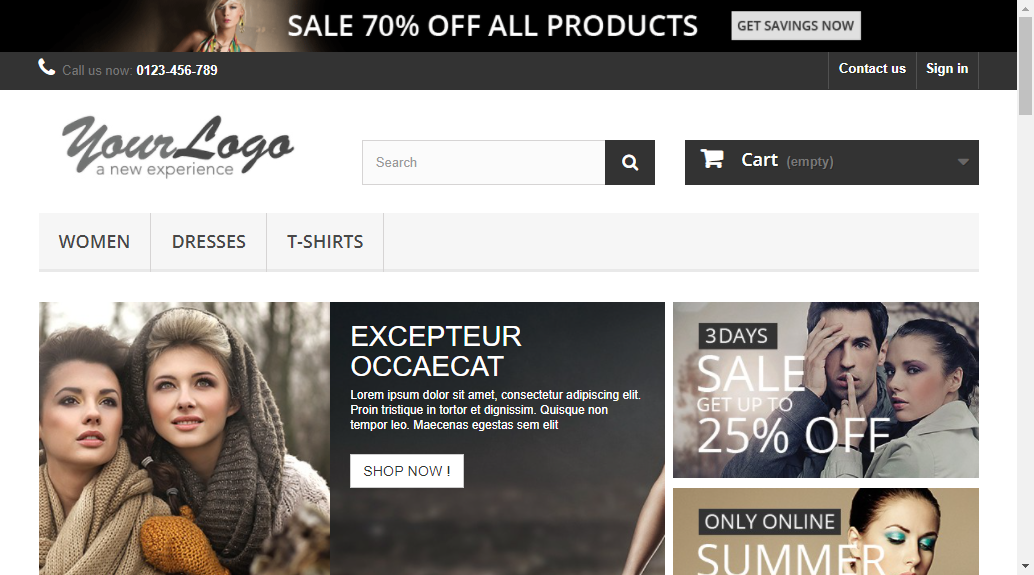 SALE 70% OFF ALL PRODUCTS GET SAVINGS NOW
Call us now: 0123-456-789 Contact us Sign in
YourLogo
a new experience
Search
Cart (empty)
WOMEN DRESSES T-SHIRTS
EXCEPTEUR
OCCAECAT
Lorem ipsum dolor sit amet, consectetur adipiscing elit.
Proin tristique in tortor et dignissim. Quisque non
tempor leo. Maecenas egestas sem elit
SHOP NOW !
3 DAYS
SALE
GET UP TO
25% OFF
ONLY ONLINE
SUMMER